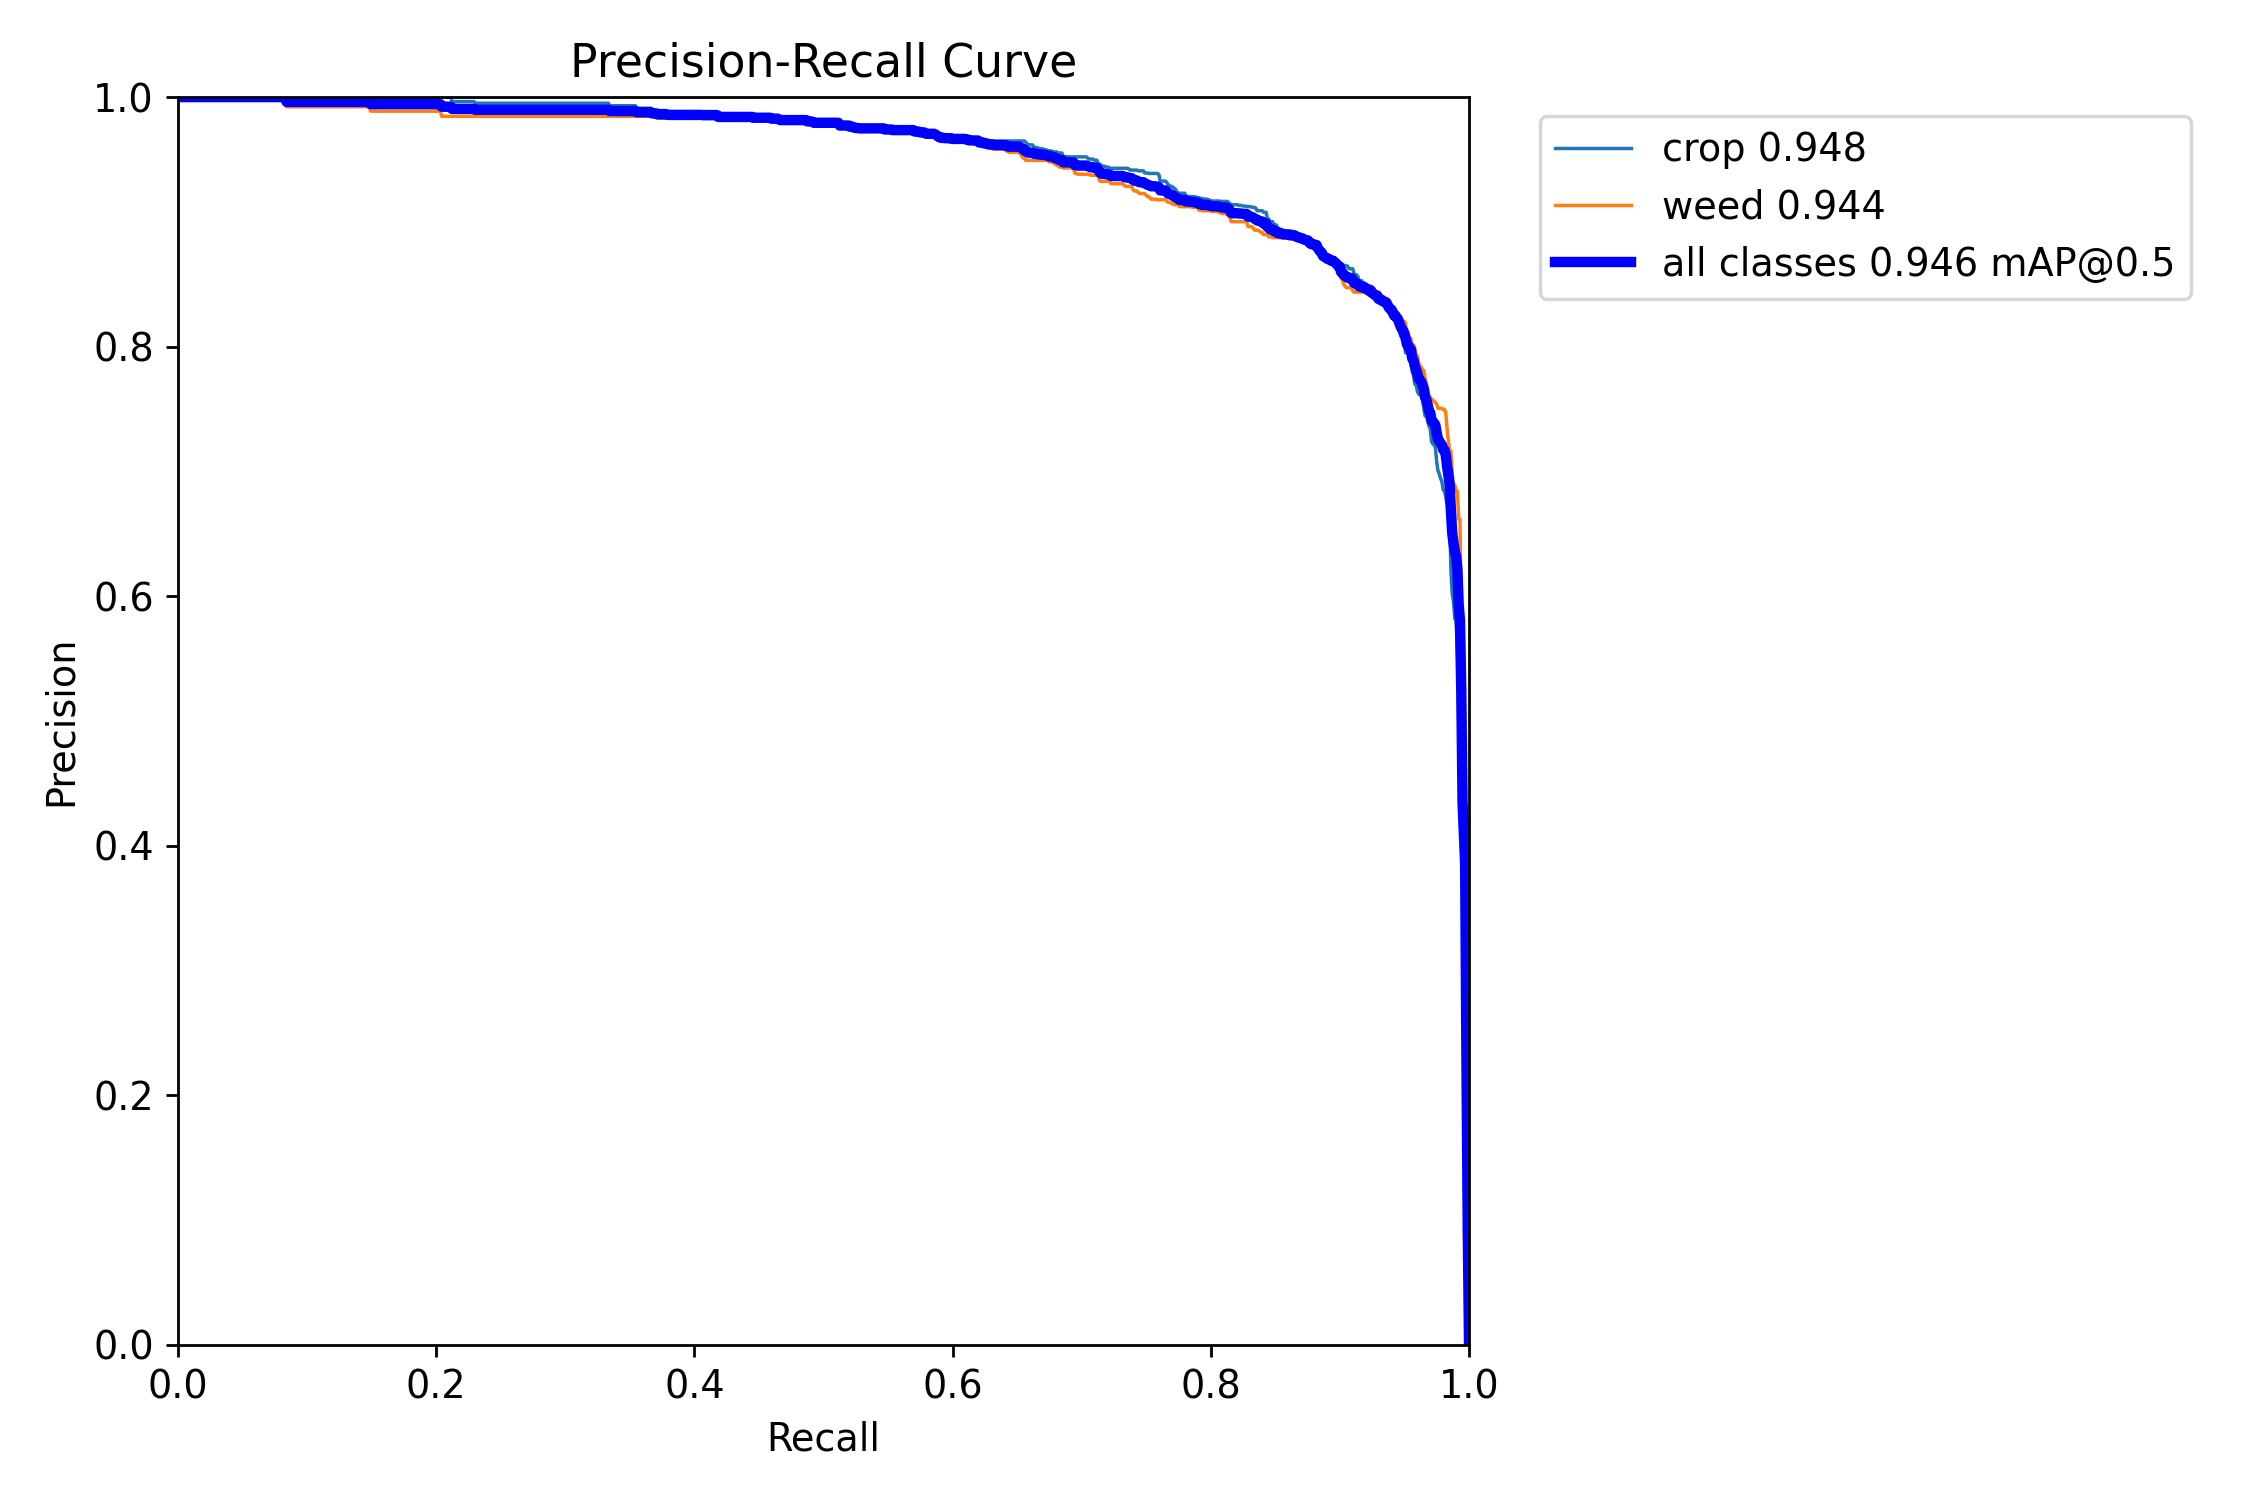 Precision-Recall Curve
1.0
0.8
0.6
0.4
0.2
0.0
Precision
0.0 0.2 0.4 0.6 0.8 1.0
Recall
crop 0.948
weed 0.944
all classes 0.946 mAP@0.5